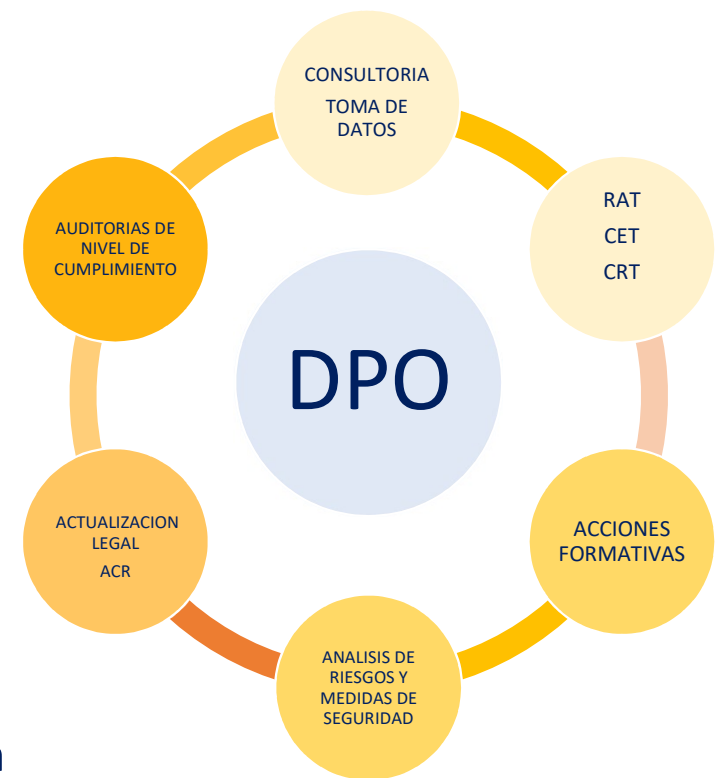 CONSULTORIA
TOMA DE
DATOS
RAT
CET
CRT
AUDITORIAS DE
NIVEL DE
CUMPLIMIENTO
DPO
ACCIONES
FORMATIVAS
ACTUALIZACION
LEGAL
ACR
ANALISIS DE
RIESGOS Y
MEDIDAS DE
SEGURIDAD